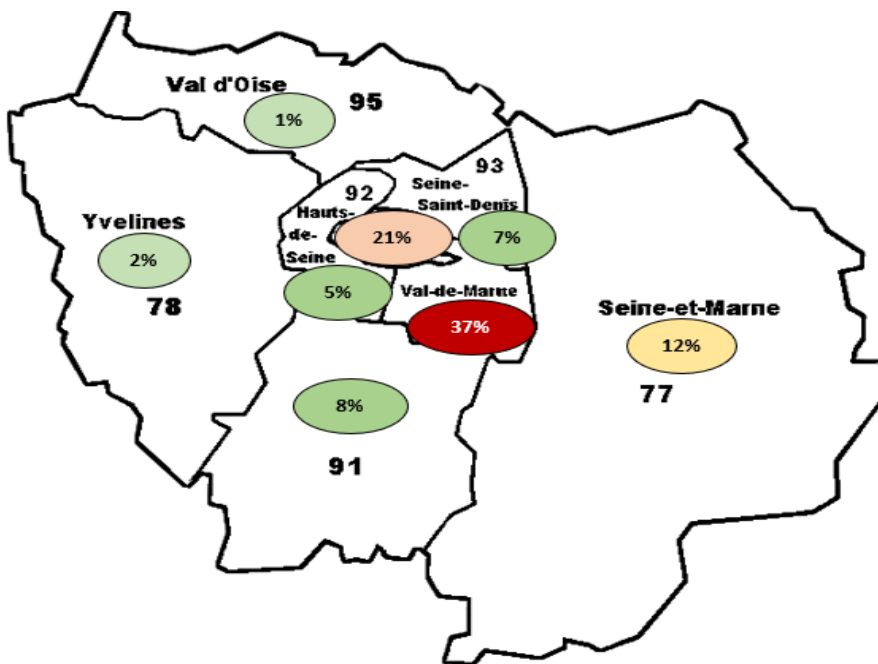 Val d'Oise
95
1%
93
92
Seine-
Saint-Denis
Hauts-
de-
Seine
21%
7%
Yvelines
2%
78
5%
Val-de-Marne
37%
Seine-et-Marne
12%
77
8%
91